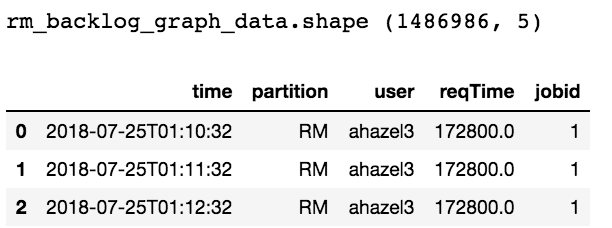 rm_backlog_graph_data.shape (1486986, 5)
time partition user reqTime jobid
0 2018-07-25T01:10:32 RM ahazel3 172800.0 1
1 2018-07-25T01:11:32 RM ahazel3 172800.0 1
2 2018-07-25T01:12:32 RM ahazel3 172800.0 1